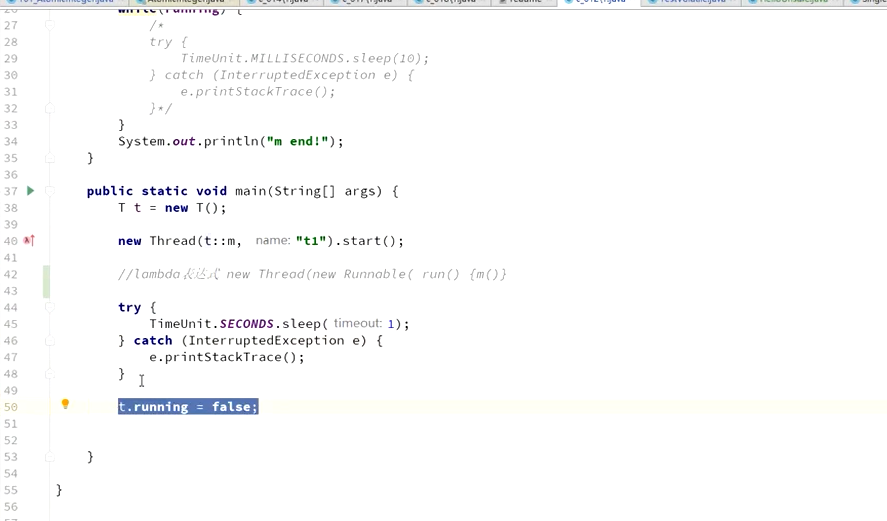 while(running) {
27 /*
28 try {
29 TimeUnit.MILLISECONDS.sleep(10);
30 } catch (InterruptedException e) {
31 e.printStackTrace();
32 }*/
33 }
34 System.out.println("m end!");
35 }
36
37 public static void main(String[] args) {
38 T t = new T();
39
40 new Thread(t::m, name: "t1").start();
41
42 //lambda表达式 new Thread(new Runnable( run() {m()}
43
44 try {
45 TimeUnit.SECONDS.sleep( timeout: 1);
46 } catch (InterruptedException e) {
47 e.printStackTrace();
48 }
49
50 t.running = false;
51
52
53 }
54
55 }
56